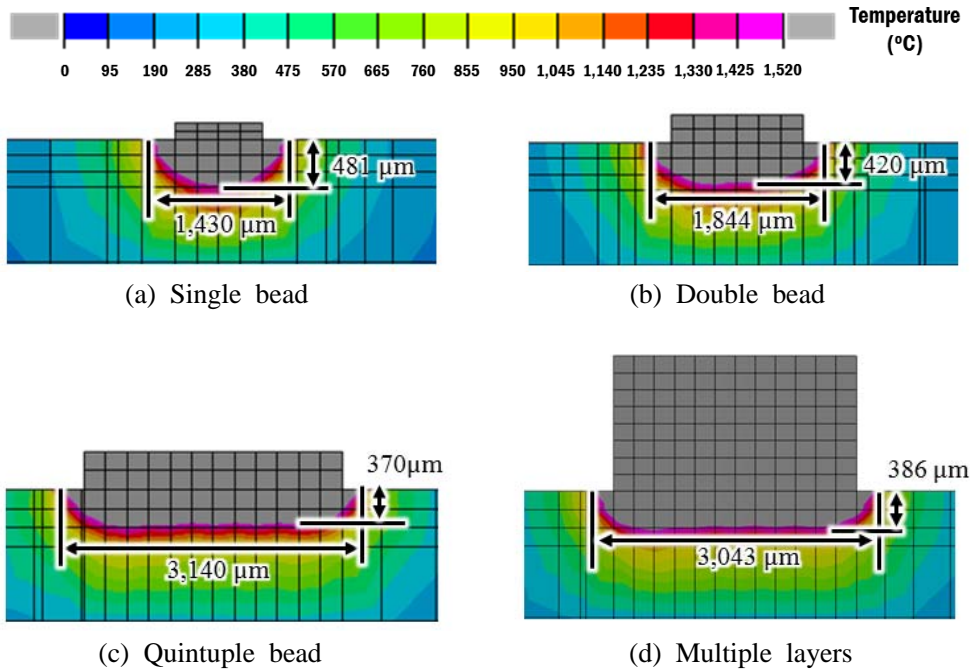 Temperature
(ºC)
0 95 190 285 380 475 570 665 760 855 950 1,045 1,140 1,235 1,330 1,425 1,520
481 μm
1,430 μm
(a) Single bead
420 μm
1,844 μm
(b) Double bead
370μm
3,140 μm
(c) Quintuple bead
386 μm
3,043 μm
(d) Multiple layers